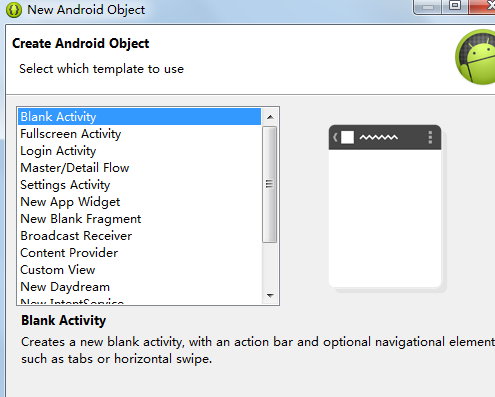 New Android Object
Create Android Object
Select which template to use
Blank Activity
Fullscreen Activity
Login Activity
Master/Detail Flow
Settings Activity
New App Widget
New Blank Fragment
Broadcast Receiver
Content Provider
Custom View
New Daydream
New IntentService
Blank Activity
Creates a new blank activity, with an action bar and optional navigational element
such as tabs or horizontal swipe.